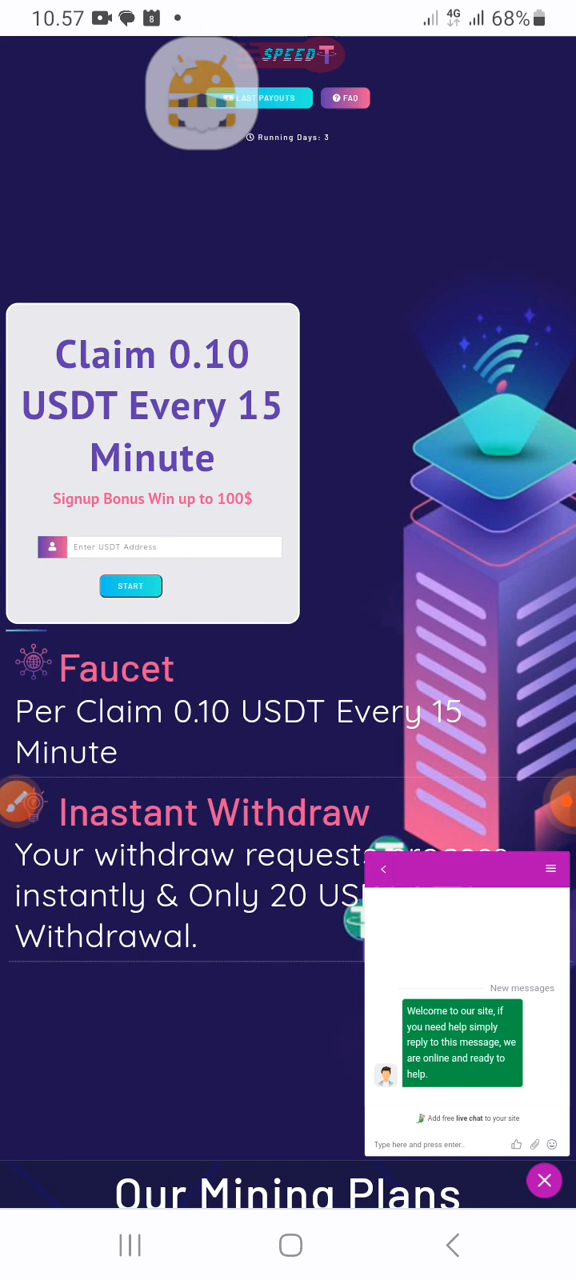 10.57 8 4G 68%
SPEED
LAST PAYOUTS FAQ
Running Days: 3
Claim 0.10
USDT Every 15
Minute
Signup Bonus Win up to 100$
Enter USDT Address
START
Faucet
Per Claim 0.10 USDT Every 15
Minute
Inastant Withdraw
Your withdraw requests process
instantly & Only 20
Withdrawal.
New messages
Welcome to our site, if
you need help simply
reply to this message, we
are online and ready to
help.
Add free live chat to your site
Type here and press enter..
Our Mining Plans